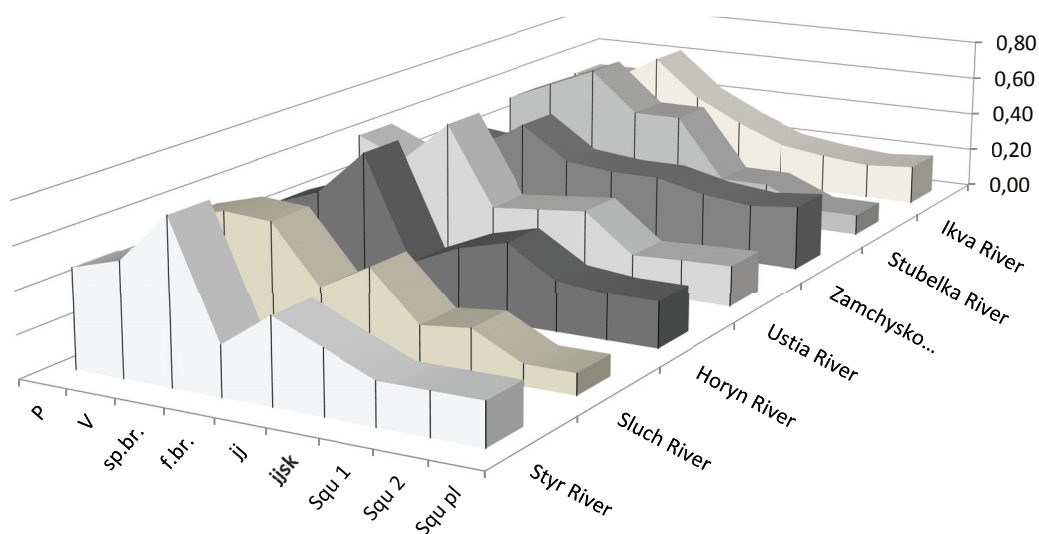 0,80
0,60
0,40
0,20
0,00
P
V
sp.br.
f.br.
jj
jjsk
Squ 1
Squ 2
Squ pl
Styr River
Sluch River
Horyn River
Ustia River
Zamchysko...
Stubelka River
Ikva River